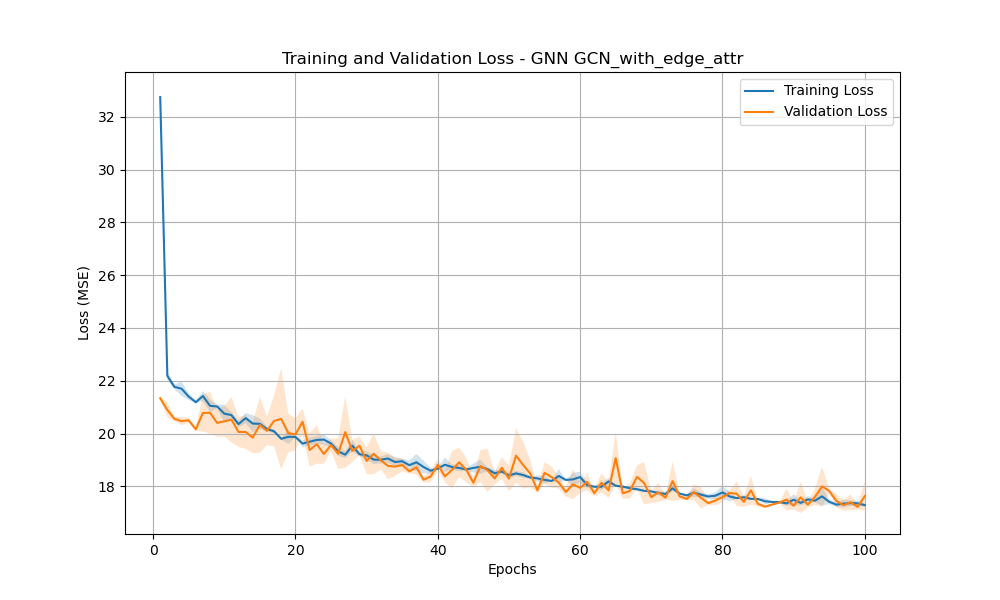 Training and Validation Loss - GNN GCN_with_edge_attr
Training Loss
Validation Loss
Loss (MSE)
32
30
28
26
24
22
20
18
0 20 40 60 80 100
Epochs